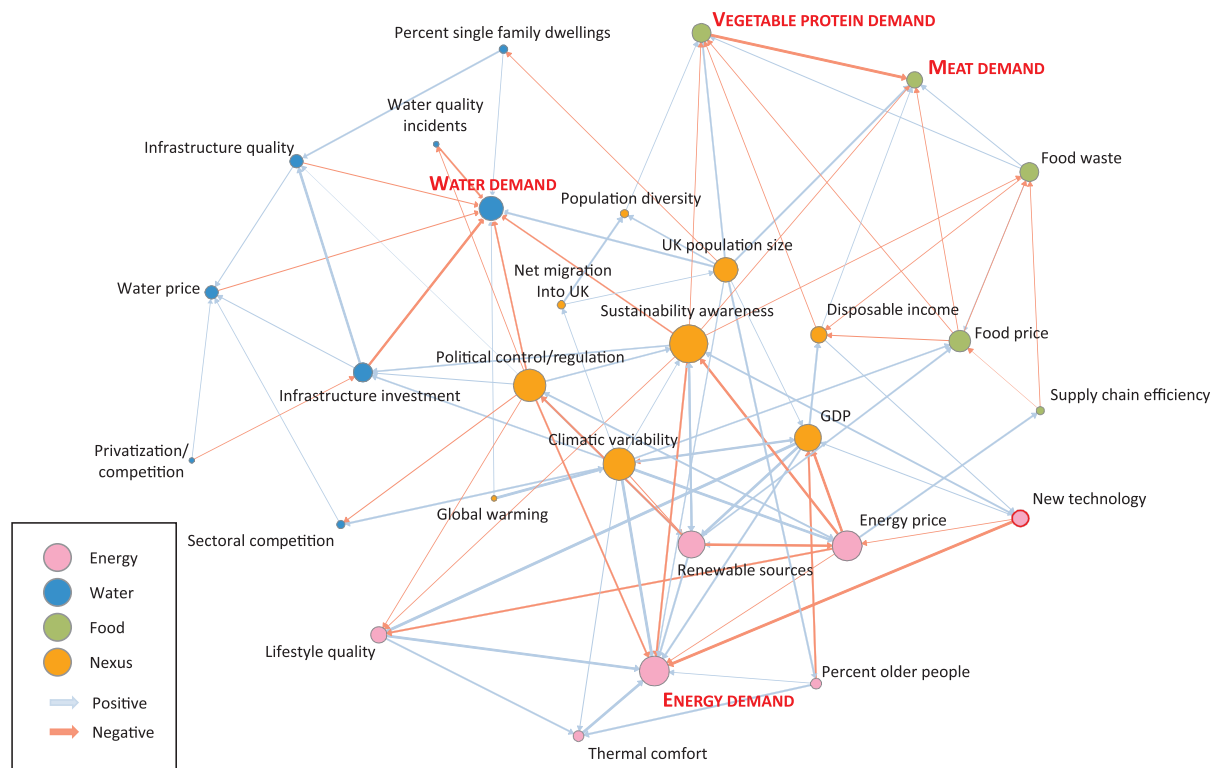 VEGETABLE PROTEIN DEMAND
Percent single family dwellings
MEAT DEMAND
Water quality
incidents
Infrastructure quality
Food waste
WATER DEMAND
Population diversity
UK population size
Net migration
Into UK
Water price
Sustainability awareness
Disposable income
Food price
Political control/regulation
Infrastructure investment
Supply chain efficiency
GDP
Climatic variability
Privatization/
competition
New technology
Global warming
Energy price
Sectoral competition
Renewable sources
Energy
Water
Food
Nexus
Positive
Negative
Lifestyle quality
Percent older people
ENERGY DEMAND
Thermal comfort